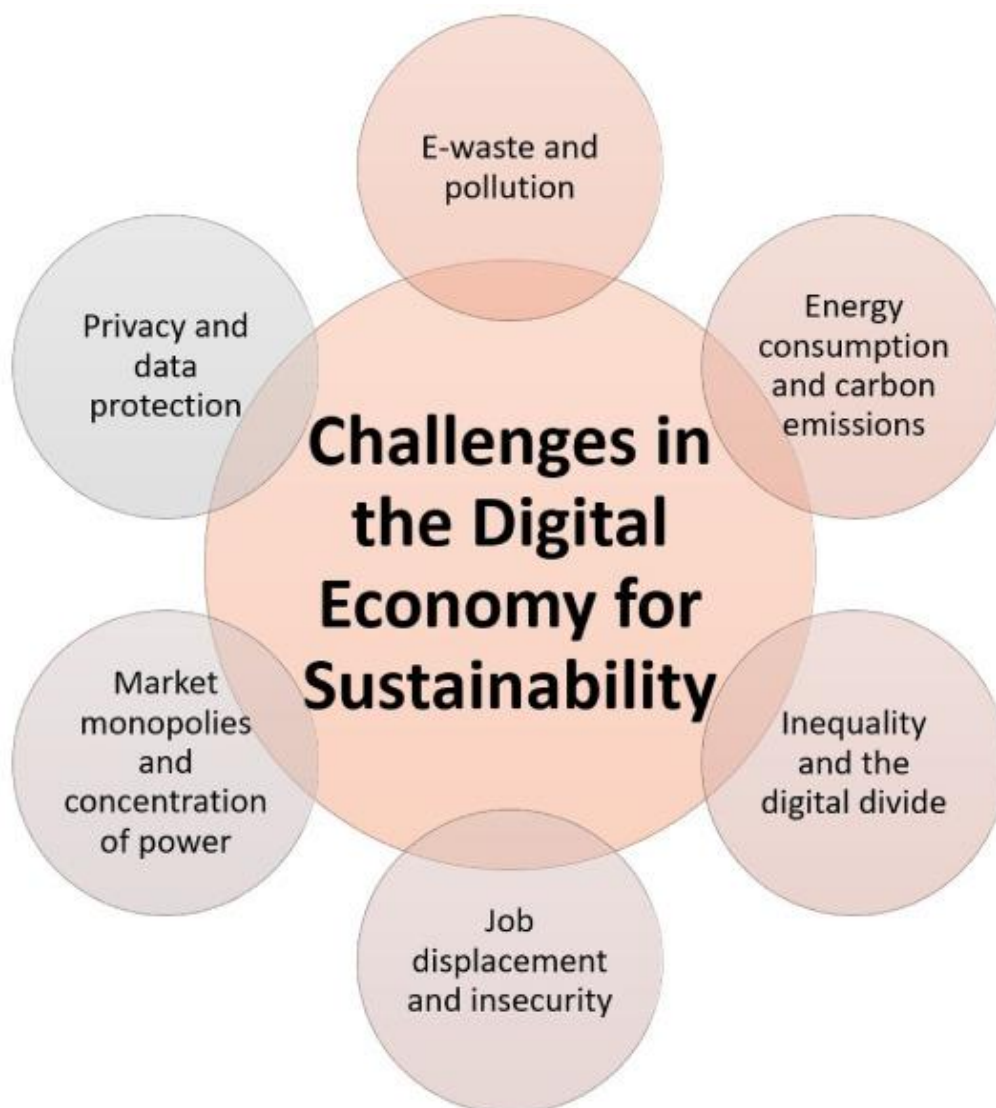 E-waste and
pollution
Energy
consumption
and carbon
emissions
Inequality
and the
digital divide
Job
displacement
and insecurity
Market
monopolies
and
concentration
of power
Privacy and
data
protection
Challenges in
the Digital
Economy for
Sustainability